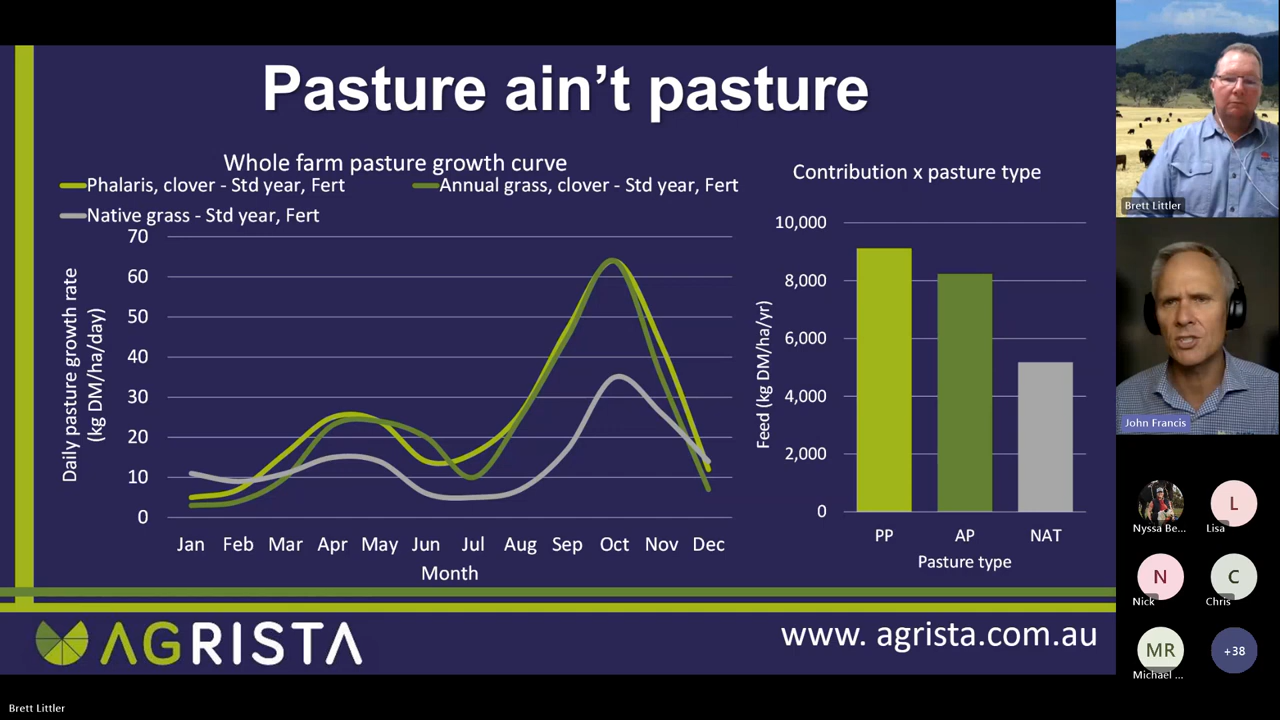 Pasture ain't pasture
Whole farm pasture growth curve
Phalaris, clover - Std year, Fert
Annual grass, clover - Std year, Fert
Native grass - Std year, Fert
Daily pasture growth rate
(kg DM/ha/day)
70
60
50
40
30
20
10
0
Jan Feb Mar Apr May Jun Jul Aug Sep Oct Nov Dec
Month
Contribution x pasture type
Feed (kg DM/ha/yr)
10,000
8,000
6,000
4,000
2,000
0
PP AP NAT
Pasture type
AGRISTA
www. agrista.com.au
Brett Littler
John Francis
L
Nyssa Be... Lisa
N C
Nick Chris
MR +38
Michael ...
Brett Littler